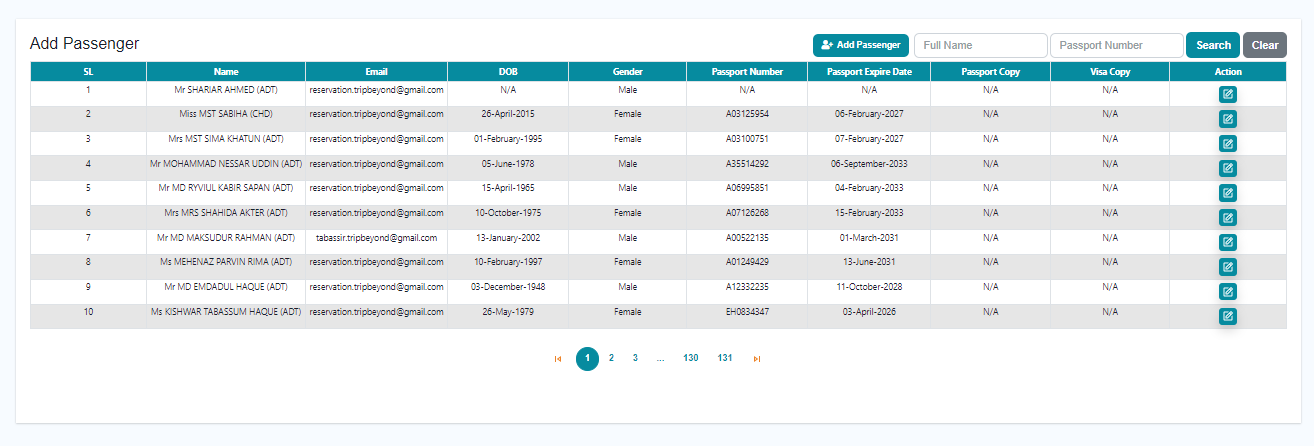 Add Passenger
Add Passenger Full Name Passport Number Search Clear
SL Name Email DOB Gender Passport Number Passport Expire Date Passport Copy Visa Copy Action
1 Mr SHARIAR AHMED (ADT) reservation.tripbeyond@gmail.com N/A Male N/A N/A N/A N/A
2 Miss MST SABIHA (CHD) reservation.tripbeyond@gmail.com 26-April-2015 Female A03125954 06-February-2027 N/A N/A
3 Mrs MST SIMA KHATUN (ADT) reservation.tripbeyond@gmail.com 01-February-1995 Female A03100751 07-February-2027 N/A N/A
4 Mr MOHAMMAD NESSAR UDDIN (ADT) reservation.tripbeyond@gmail.com 05-June-1978 Male A35514292 06-September-2033 N/A N/A
5 Mr MD RYVIUL KABIR SAPAN (ADT) reservation.tripbeyond@gmail.com 15-April-1965 Male A06995851 04-February-2033 N/A N/A
6 Mrs MRS SHAHIDA AKTER (ADT) reservation.tripbeyond@gmail.com 10-October-1975 Female A07126268 15-February-2033 N/A N/A
7 Mr MD MAKSUDUR RAHMAN (ADT) tabassir.tripbeyond@gmail.com 13-January-2002 Male A00522135 01-March-2031 N/A N/A
8 Ms MEHENAZ PARVIN RIMA (ADT) reservation.tripbeyond@gmail.com 10-February-1997 Female A01249429 13-June-2031 N/A N/A
9 Mr MD EMDADUL HAQUE (ADT) reservation.tripbeyond@gmail.com 03-December-1948 Male A12332235 11-October-2028 N/A N/A
10 Ms KISHWAR TABASSUM HAQUE (ADT) reservation.tripbeyond@gmail.com 26-May-1979 Female EH0834347 03-April-2026 N/A N/A
1 2 3 ... 130 131